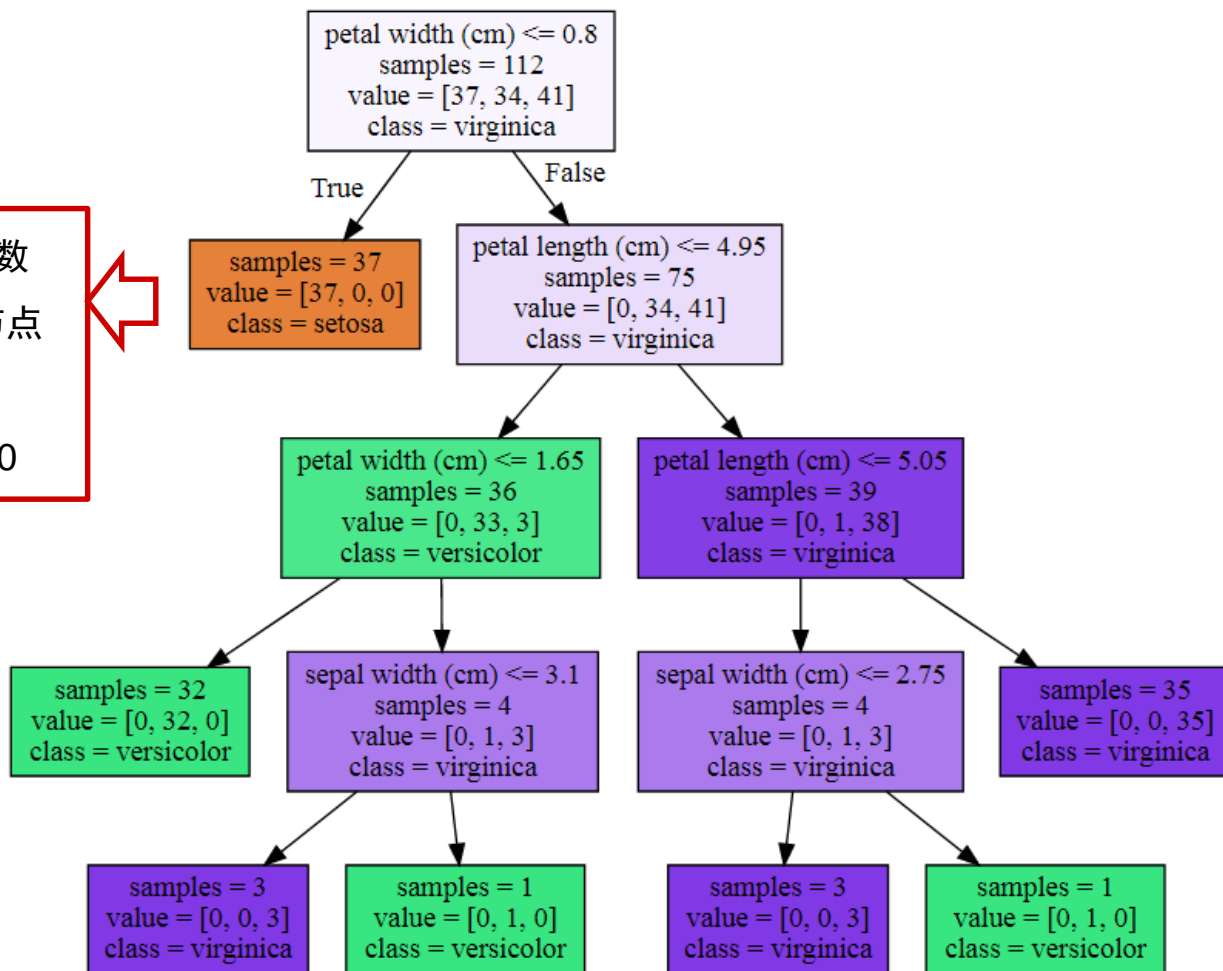 petal width (cm) <= 0.8
samples = 112
value = [37, 34, 41]
class = virginica
True
False
数
节点
0
samples = 37
value = [37, 0, 0]
class = setosa
petal length (cm) <= 4.95
samples = 75
value = [0, 34, 41]
class = virginica
petal width (cm) <= 1.65
samples = 36
value = [0, 33, 3]
class = versicolor
petal length (cm) <= 5.05
samples = 39
value = [0, 1, 38]
class = virginica
samples = 32
value = [0, 32, 0]
class = versicolor
sepal width (cm) <= 3.1
samples = 4
value = [0, 1, 3]
class = virginica
sepal width (cm) <= 2.75
samples = 4
value = [0, 1, 3]
class = virginica
samples = 35
value = [0, 0, 35]
class = virginica
samples = 3
value = [0, 0, 3]
class = virginica
samples = 1
value = [0, 1, 0]
class = versicolor
samples = 3
value = [0, 0, 3]
class = virginica
samples = 1
value = [0, 1, 0]
class = versicolor